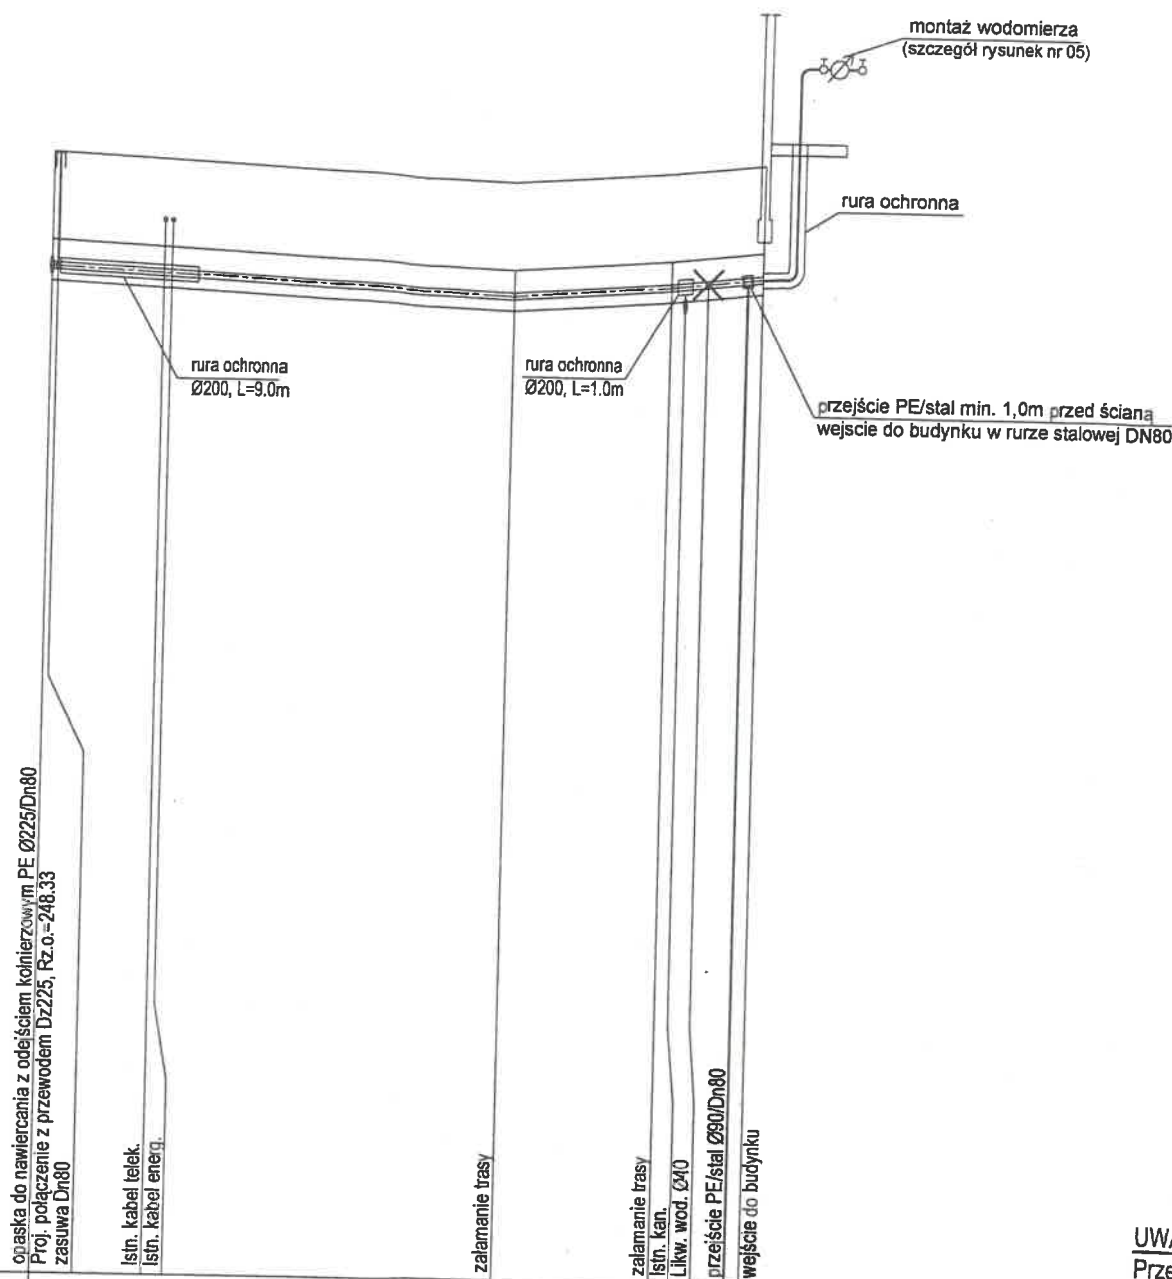 montaż wodomierza
(szczegół rysunek nr 05)
rura ochronna
rura ochronna
Ø200, L=9.0m
rura ochronna
Ø200, L=1.0m
przejście PE/stal min. 1,0m przed ścianą
wejscie do budynku w rurze stalowej DN80
opaska do nawiercania z odejściem kołnierzowym PE Ø225/Dn80
Proj. połączenie z przewodem Dz225, Rz.o.=248.33
zasuwa Dn80
Istn. kabel telek.
Istn. kabel energ.
załamanie trasy
załamanie trasy
Istn. kan.
Likw. wod. Ø40
przejście PE/stal Ø90/Dn80
wejście do budynku